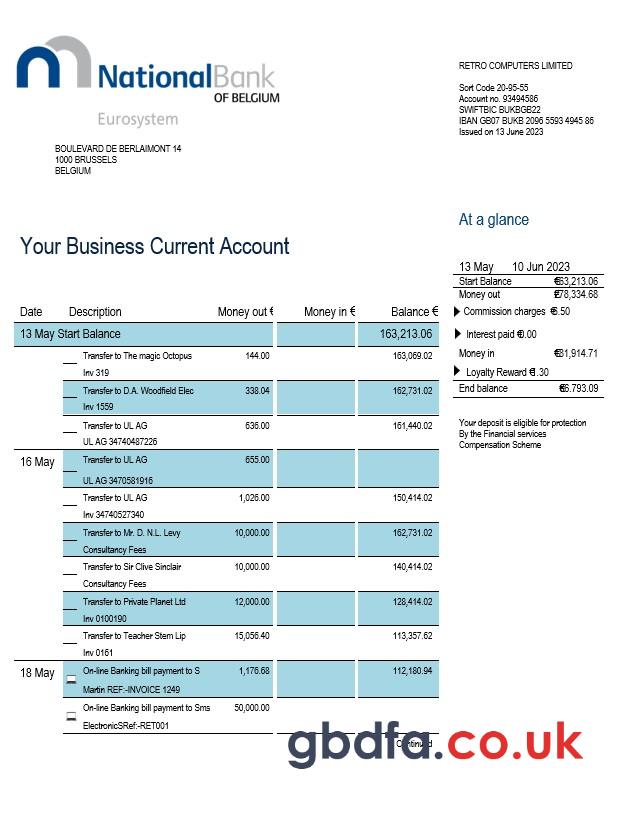 NationalBank
OF BELGIUM
Eurosystem
BOULEVARD DE BERLAIMONT 14
1000 BRUSSELS
BELGIUM
RETRO COMPUTERS LIMITED
Sort Code 20-95-55
Account no. 93494586
SWIFTBIC BUKBGB22
IBAN GB07 BUKB 2096 5593 4945 86
Issued on 13 June 2023
At a glance
13 May 10 Jun 2023
Start Balance €63,213.06
Money out £78,334.68
Commission charges €6.50
Interest paid €0.00
Money in €81,914.71
Loyalty Reward €1.30
End balance €6.793.09
Your deposit is eligible for protection
By the Financial services
Compensation Scheme
Your Business Current Account
Date Description Money out € Money in € Balance €
13 May Start Balance 163,213.06
Transfer to The magic Octopus 144.00 163,069.02
Inv 319
Transfer to D.A. Woodfield Elec 338.04 162,731.02
Inv 1559
Transfer to UL AG 636.00 161,440.02
UL AG 34740487226
16 May Transfer to UL AG 655.00
UL AG 3470581916
Transfer to UL AG 1,026.00 150,414.02
Inv 34740527340
Transfer to Mr. D. N.L. Levy 10,000.00 162,731.02
Consultancy Fees
Transfer to Sir Clive Sinclair 10,000.00 140,414.02
Consultancy Fees
Transfer to Private Planet Ltd 12,000.00 128,414.02
Inv 0100190
Transfer to Teacher Stem Lip 15,056.40 113,357.62
Inv 0161
18 May On-line Banking bill payment to S 1,176.68 112,180.94
Martin REF:-INVOICE 1249
On-line Banking bill payment to Sms 50,000.00
ElectronicSRef:-RET001
Continued
gbdfa.co.uk